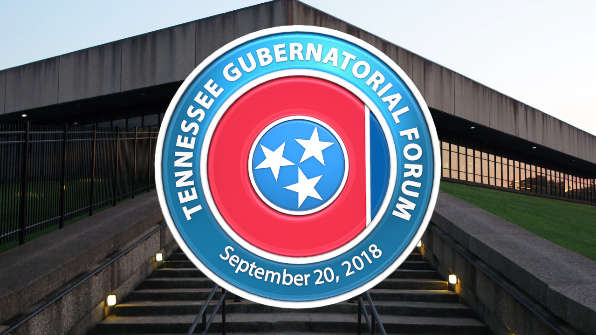 TENNESSEE GUBERNATORIAL FORUM
September 20, 2018